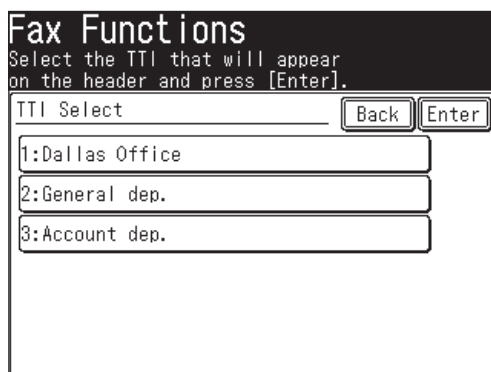 Fax Functions
Select the TTI that will appear
on the header and press [Enter].
TTI Select
Back Enter
1:Dallas Office
2:General dep.
3:Account dep.